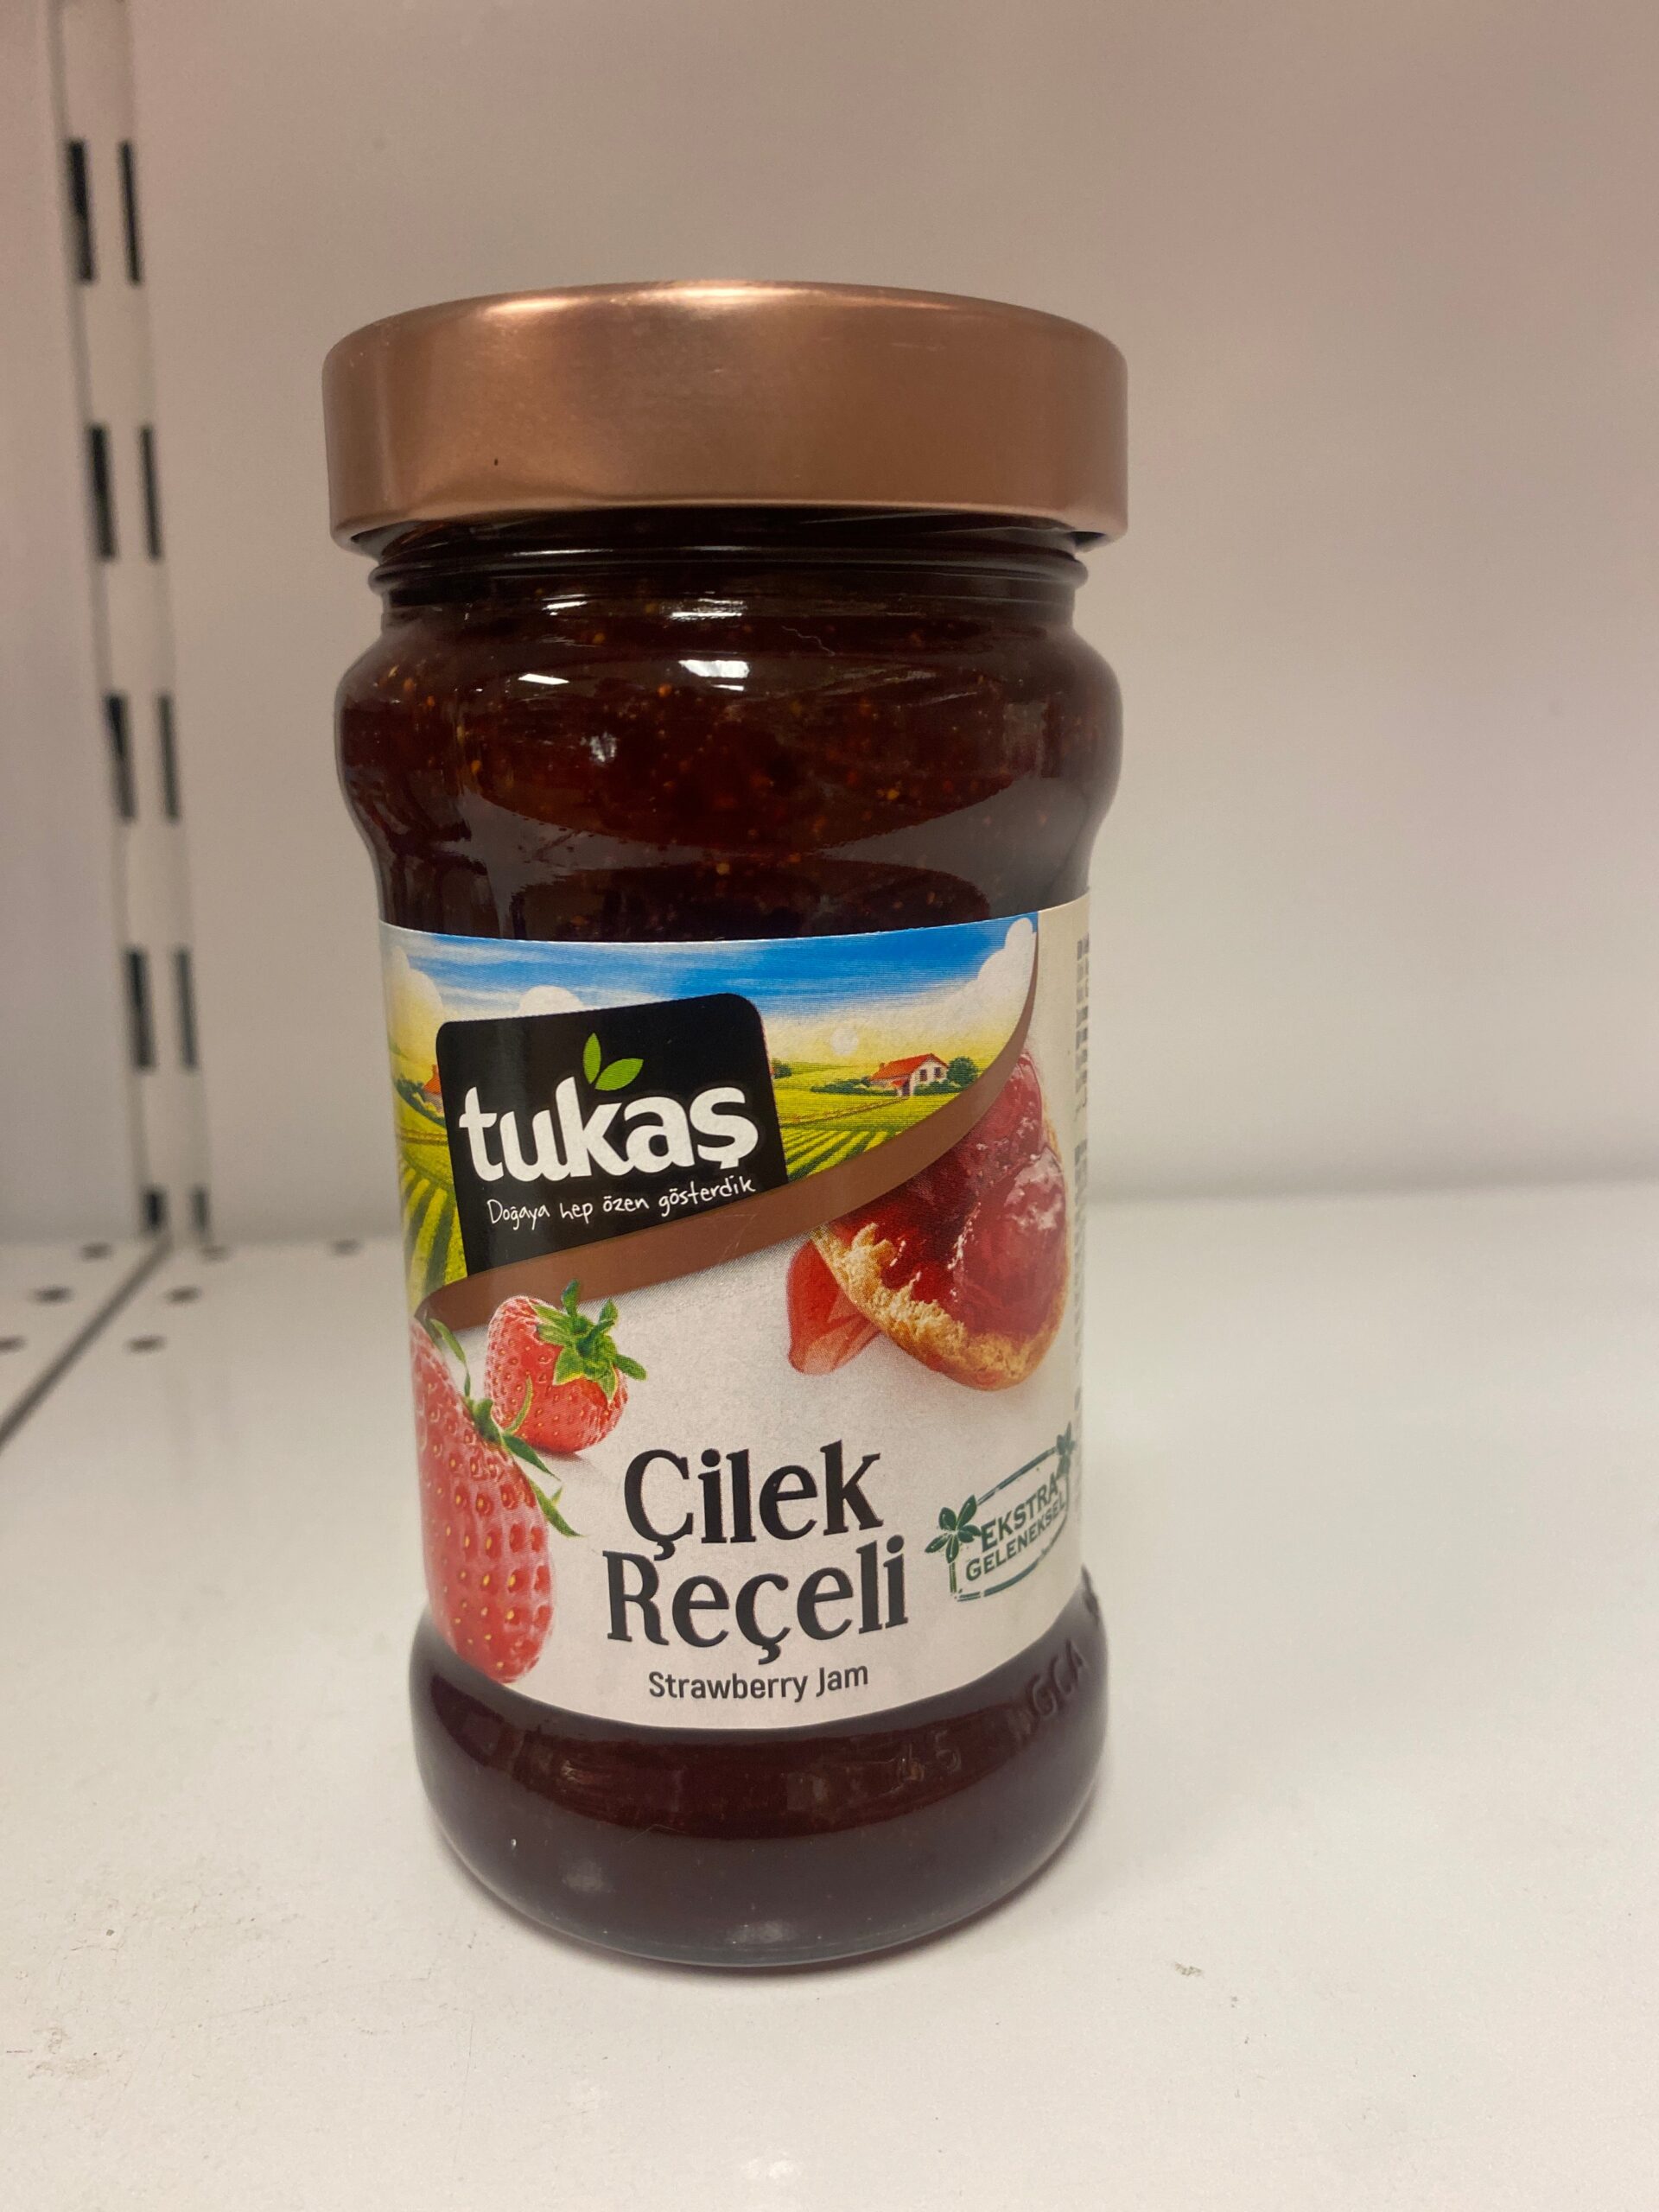 tukaş
Doğaya hep özen gösterdik
Çilek
Reçeli
Strawberry Jam
EKSTRA
GELENEKSEL